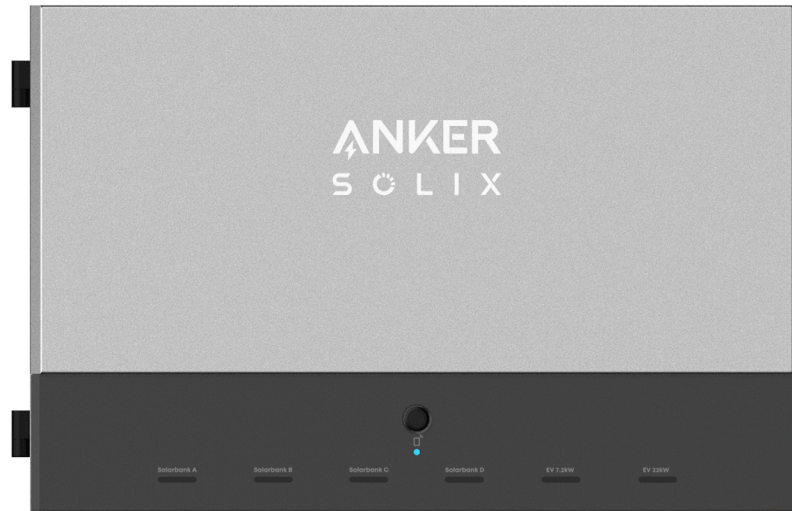 ANKER
SOLIX
Solarbank A
Solarbank B
Solarbank C
Solarbank D
EV 7.2kW
EV 22kW